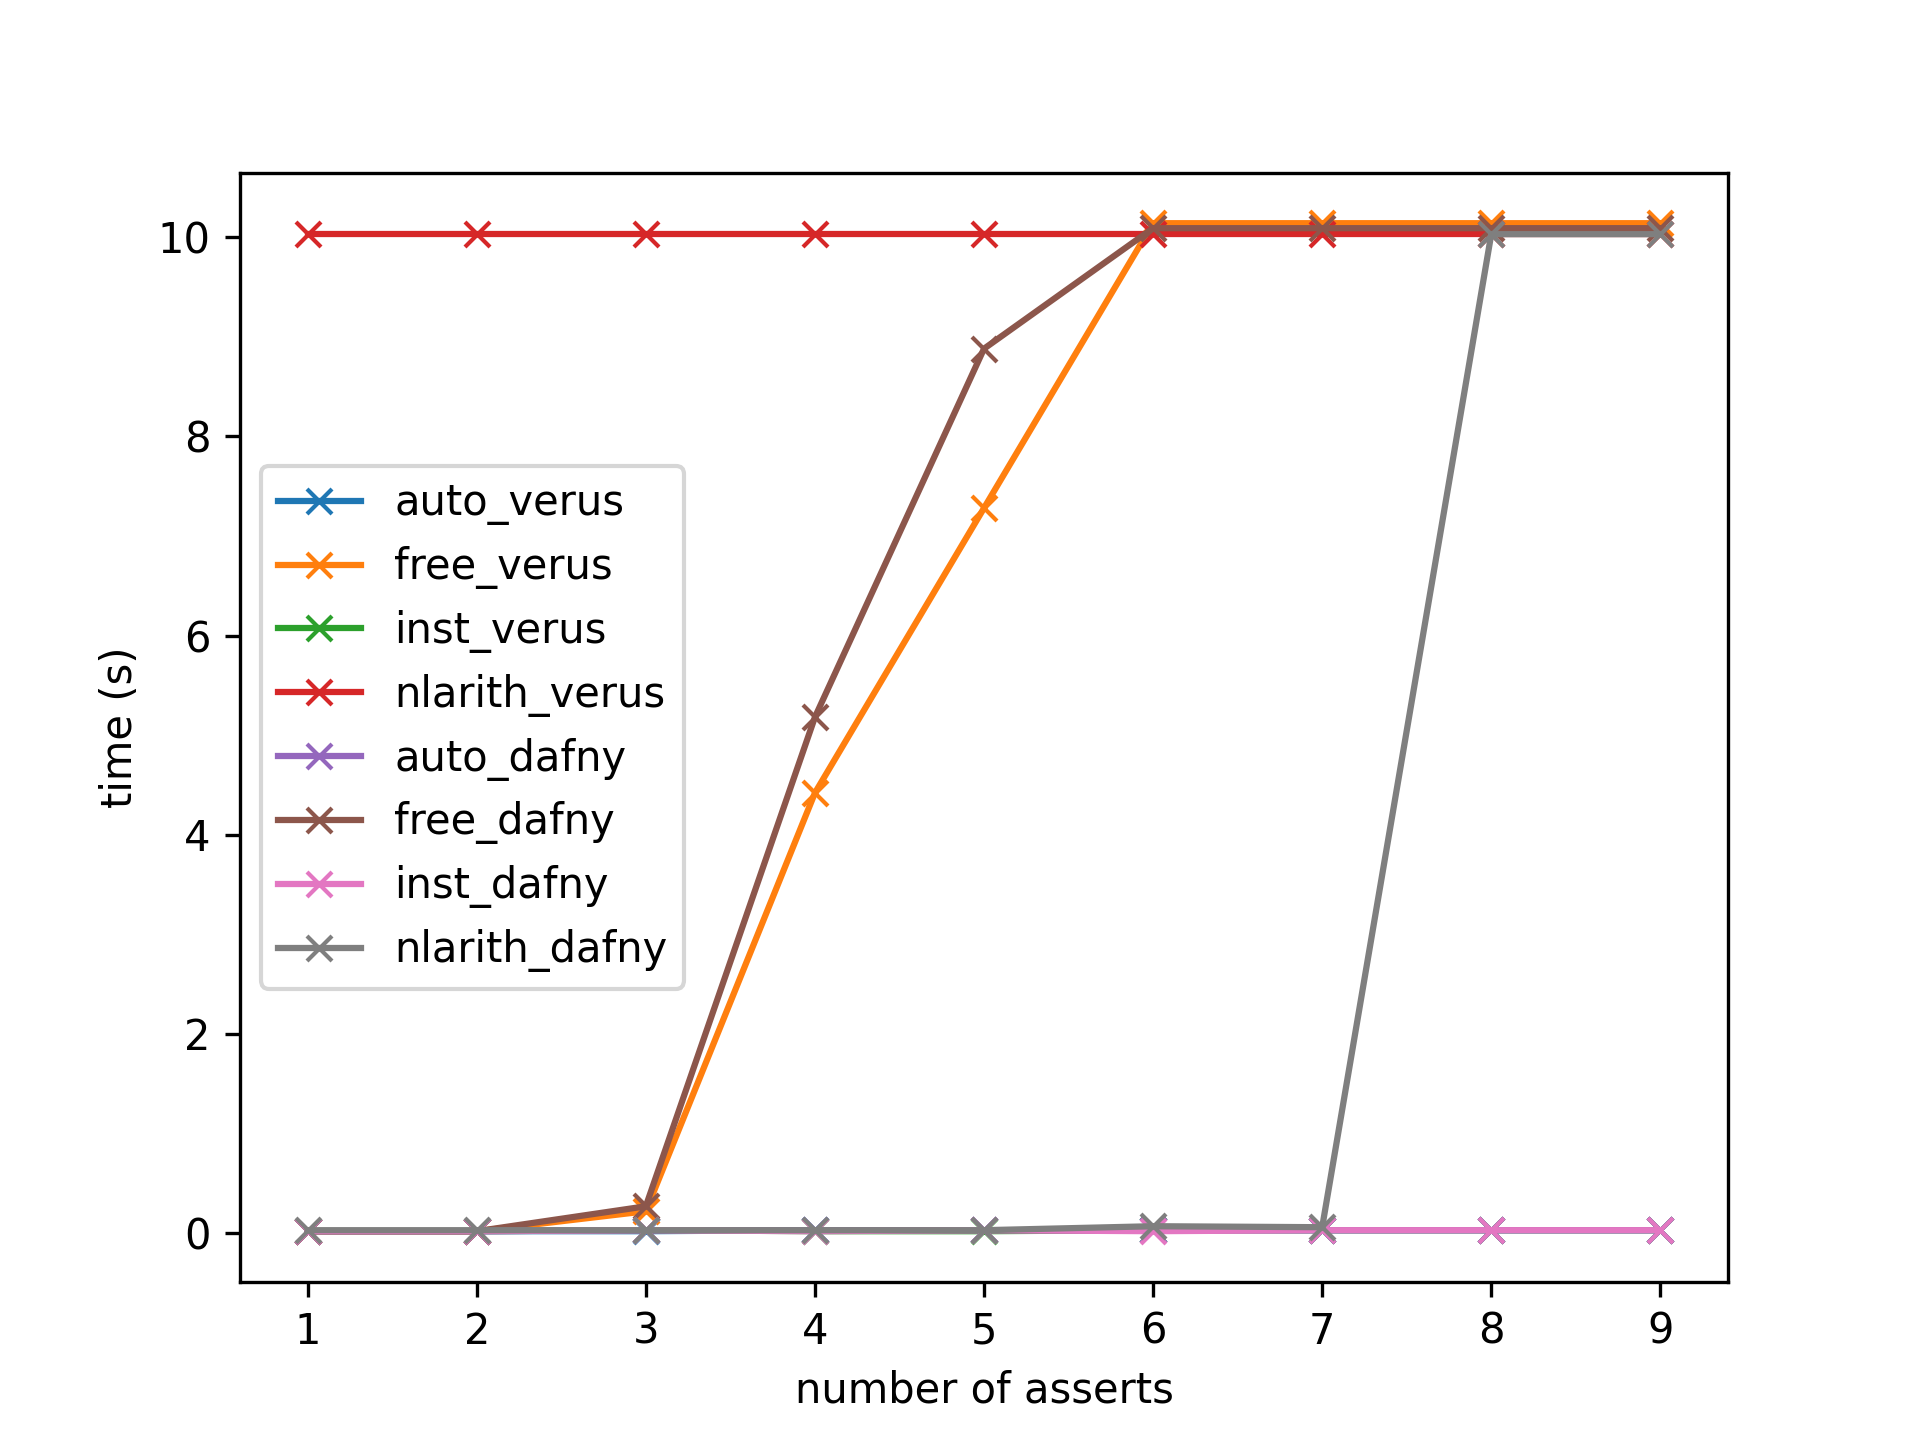 10
8
6
4
2
0
time (s)
auto_verus
free_verus
inst_verus
nlarith_verus
auto_dafny
free_dafny
inst_dafny
nlarith_dafny
1 2 3 4 5 6 7 8 9
number of asserts